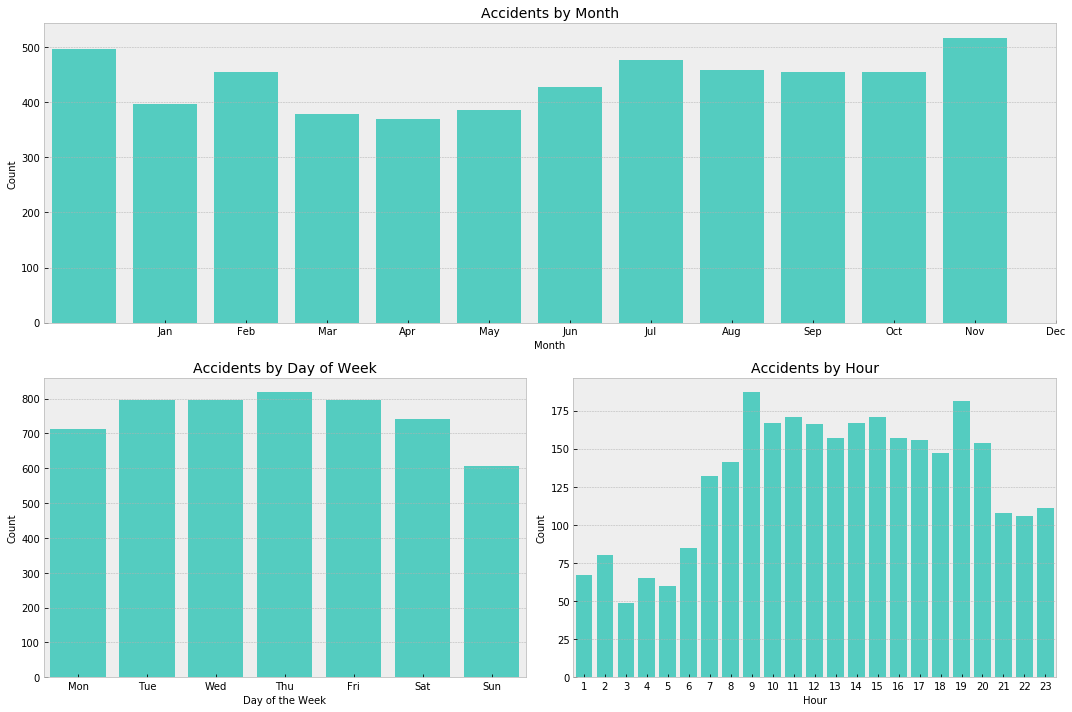 Accidents by Month
Count
500
400
300
200
100
0
Jan Feb Mar Apr May Jun Jul Aug Sep Oct Nov Dec
Month
Accidents by Day of Week
Count
800
700
600
500
400
300
200
100
0
Mon Tue Wed Thu Fri Sat Sun
Day of the Week
Accidents by Hour
Count
175
150
125
100
75
50
25
0
1 2 3 4 5 6 7 8 9 10 11 12 13 14 15 16 17 18 19 20 21 22 23
Hour